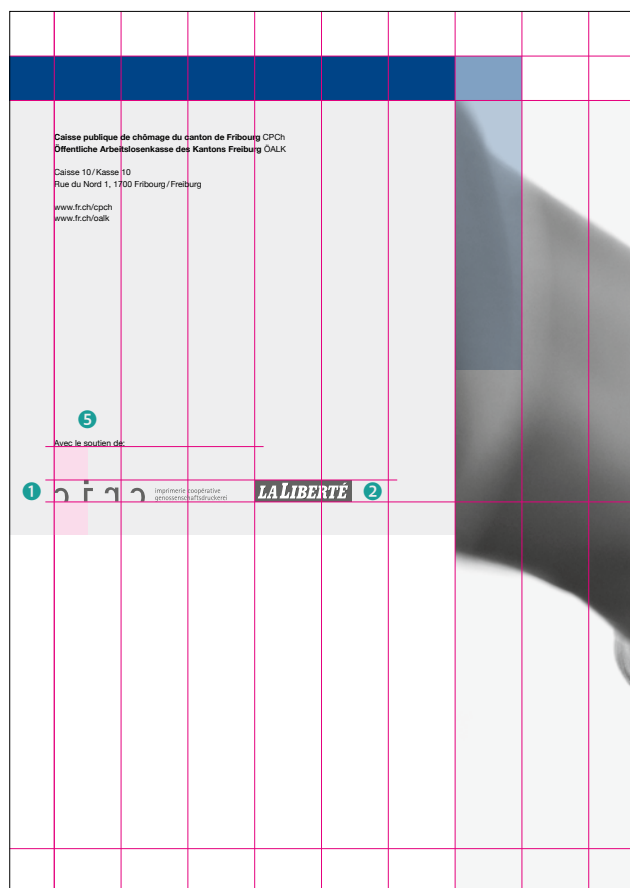 Caisse publique de chômage du canton de Fribourg CPCh
Öffentliche Arbeitslosenkasse des Kantons Freiburg ÖALK
Caisse 10/Kasse 10
Rue du Nord 1, 1700 Fribourg/Freiburg
www.fr.ch/cpch
www.fr.ch/oalk
5
Avec le soutien de:
1
imprimerie coopérative
genossenschaftsdruckerei
LA LIBERTÉ
2